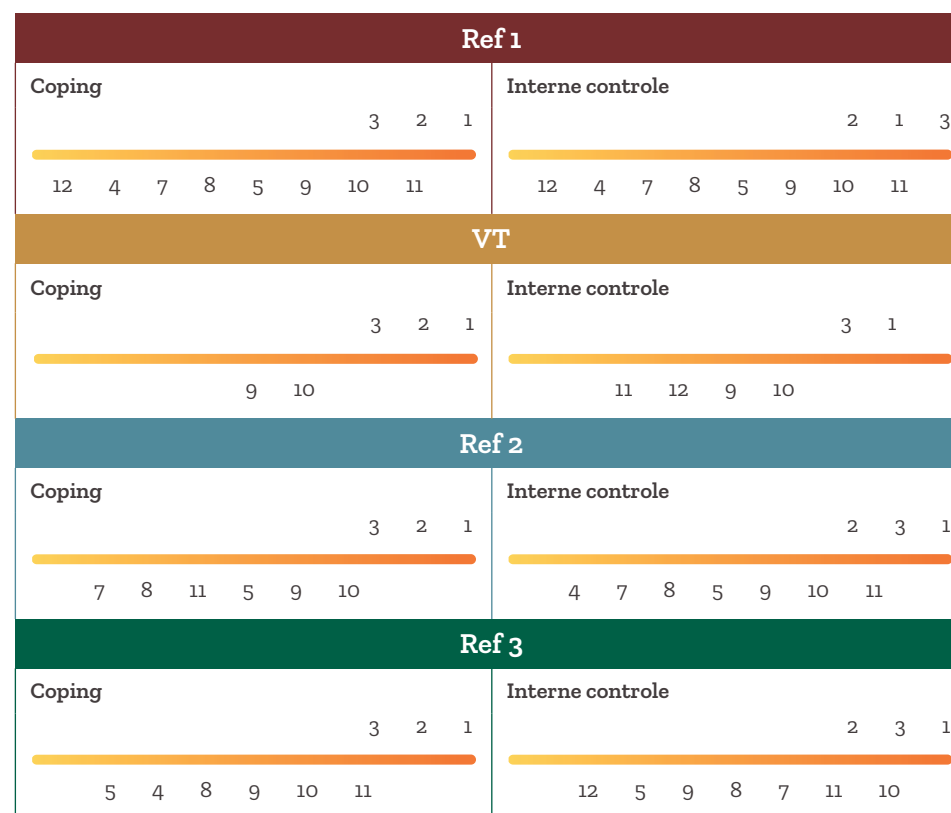 Ref 1
Coping
3 2 1
12 4 7 8 5 9 10 11
Interne controle
2 1 3
12 4 7 8 5 9 10 11
VT
Coping
3 2 1
9 10
Interne controle
3 1
11 12 9 10
Ref 2
Coping
3 2 1
7 8 11 5 9 10
Interne controle
2 3 1
4 7 8 5 9 10 11
Ref 3
Coping
3 2 1
5 4 8 9 10 11
Interne controle
2 3 1
12 5 9 8 7 11 10